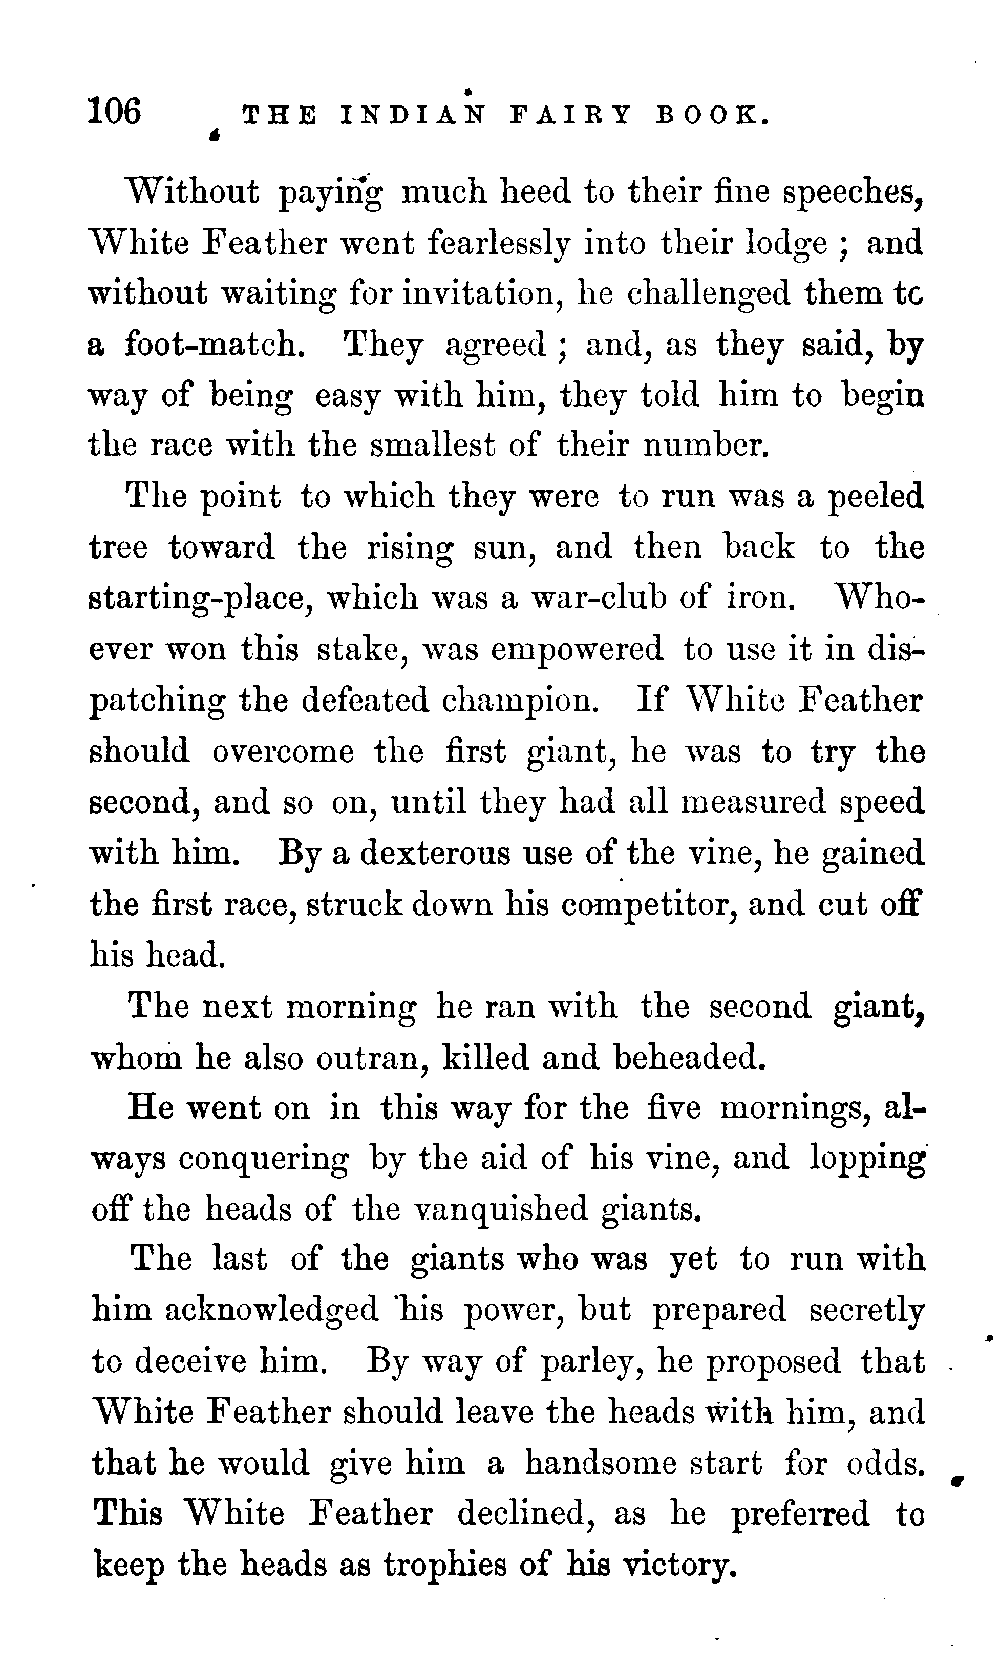 106 THE INDIAN FAIRY BOOK.
Without paying much heed to their fine speeches,
White Feather went fearlessly into their lodge ; and
without waiting for invitation, he challenged them to
a foot-match. They agreed ; and, as they said, by
way of being easy with him, they told him to begin
the race with the smallest of their number.
The point to which they were to run was a peeled
tree toward the rising sun, and then back to the
starting-place, which was a war-club of iron. Who-
ever won this stake, was empowered to use it in dis-
patching the defeated champion. If White Feather
should overcome the first giant, he was to try the
second, and so on, until they had all measured speed
with him. By a dexterous use of the vine, he gained
the first race, struck down his competitor, and cut off
his head.
The next morning he ran with the second giant,
whom he also outran, killed and beheaded.
He went on in this way for the five mornings, al-
ways conquering by the aid of his vine, and lopping
off the heads of the vanquished giants.
The last of the giants who was yet to run with
him acknowledged his power, but prepared secretly
to deceive him. By way of parley, he proposed that
White Feather should leave the heads with him, and
that he would give him a handsome start for odds.
This White Feather declined, as he preferred to
keep the heads as trophies of his victory.